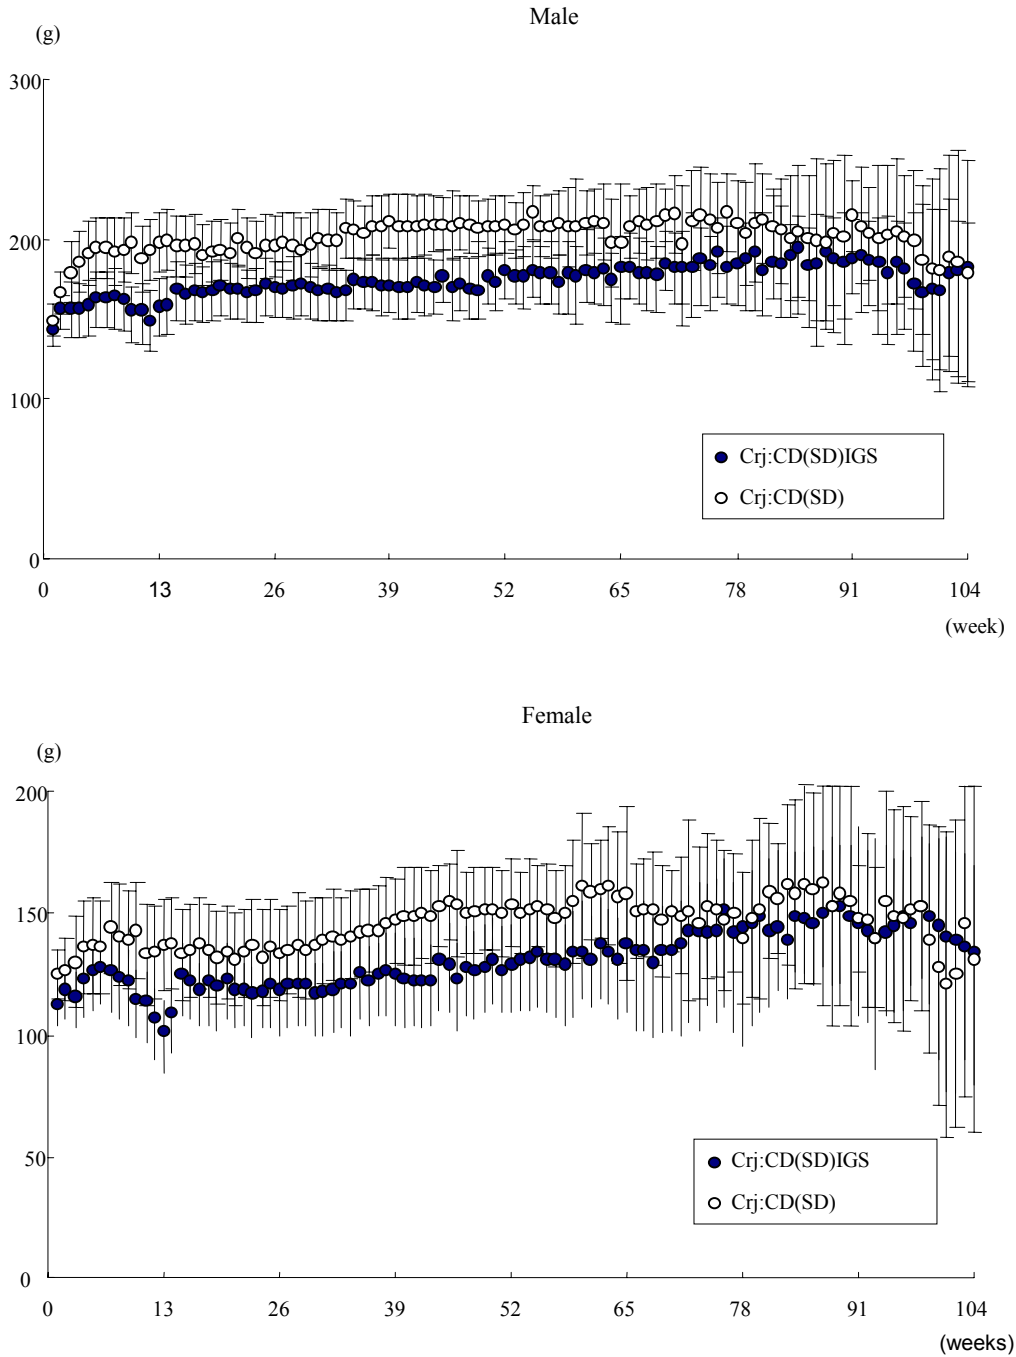 Male
(g)
300
200
100
Crj:CD(SD)IGS
Crj:CD(SD)
0
0 13 26 39 52 65 78 91 104
(week)
Female
(g)
200
150
100
50
Crj:CD(SD)IGS
Crj:CD(SD)
0
0 13 26 39 52 65 78 91 104
(weeks)